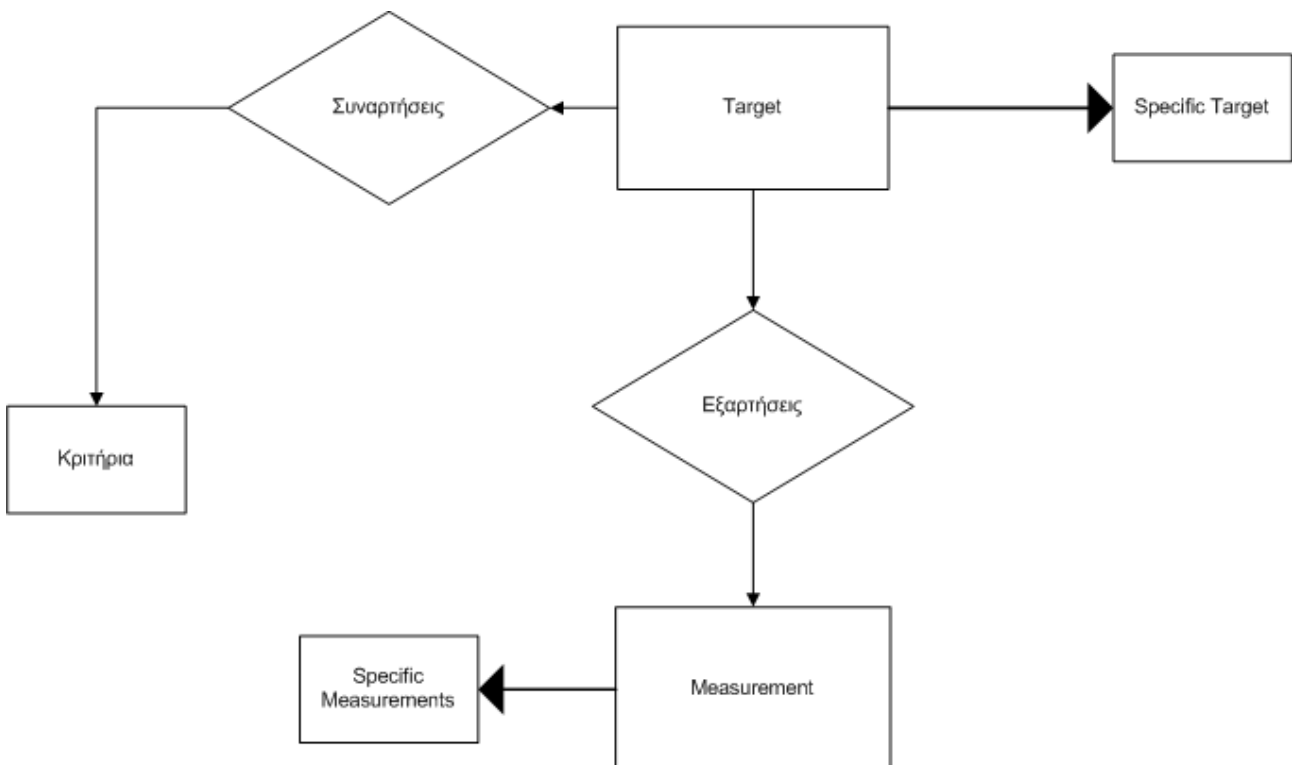 Συναρτήσεις
Target
Specific Target
Εξαρτήσεις
Κριτήρια
Specific
Measurements
Measurement